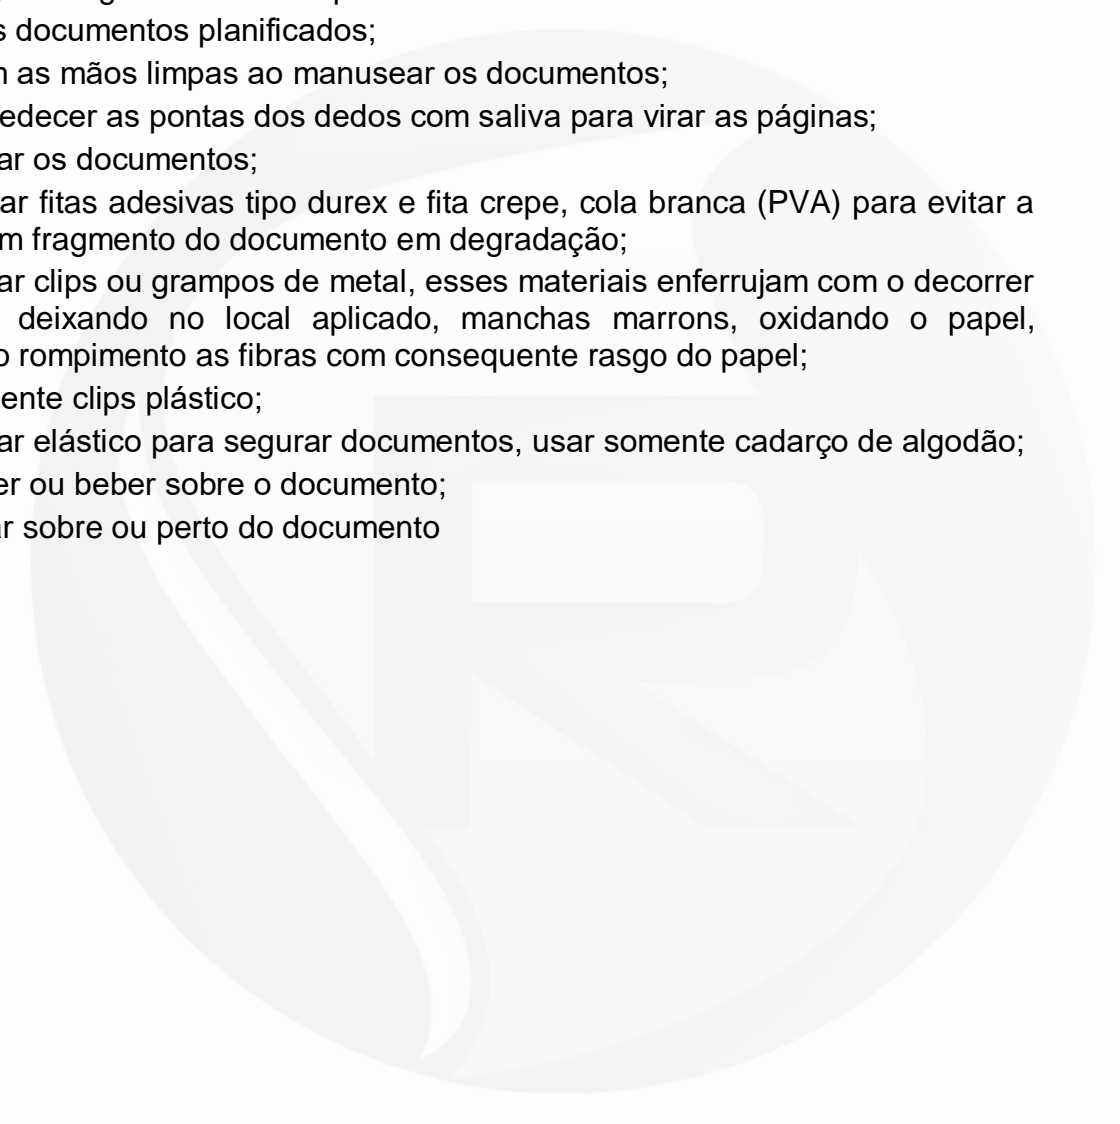 s documentos planificados;
as mãos limpas ao manusear os documentos;
edecer as pontas dos dedos com saliva para virar as páginas;
ar os documentos;
ar fitas adesivas tipo durex e fita crepe, cola branca (PVA) para evitar a
m fragmento do documento em degradação;
ar clips ou grampos de metal, esses materiais enferrujam com o decorrer
deixando no local aplicado, manchas marrons, oxidando o papel,
o rompimento as fibras com consequente rasgo do papel;
ente clips plástico;
ar elástico para segurar documentos, usar somente cadarço de algodão;
er ou beber sobre o documento;
ar sobre ou perto do documento
R